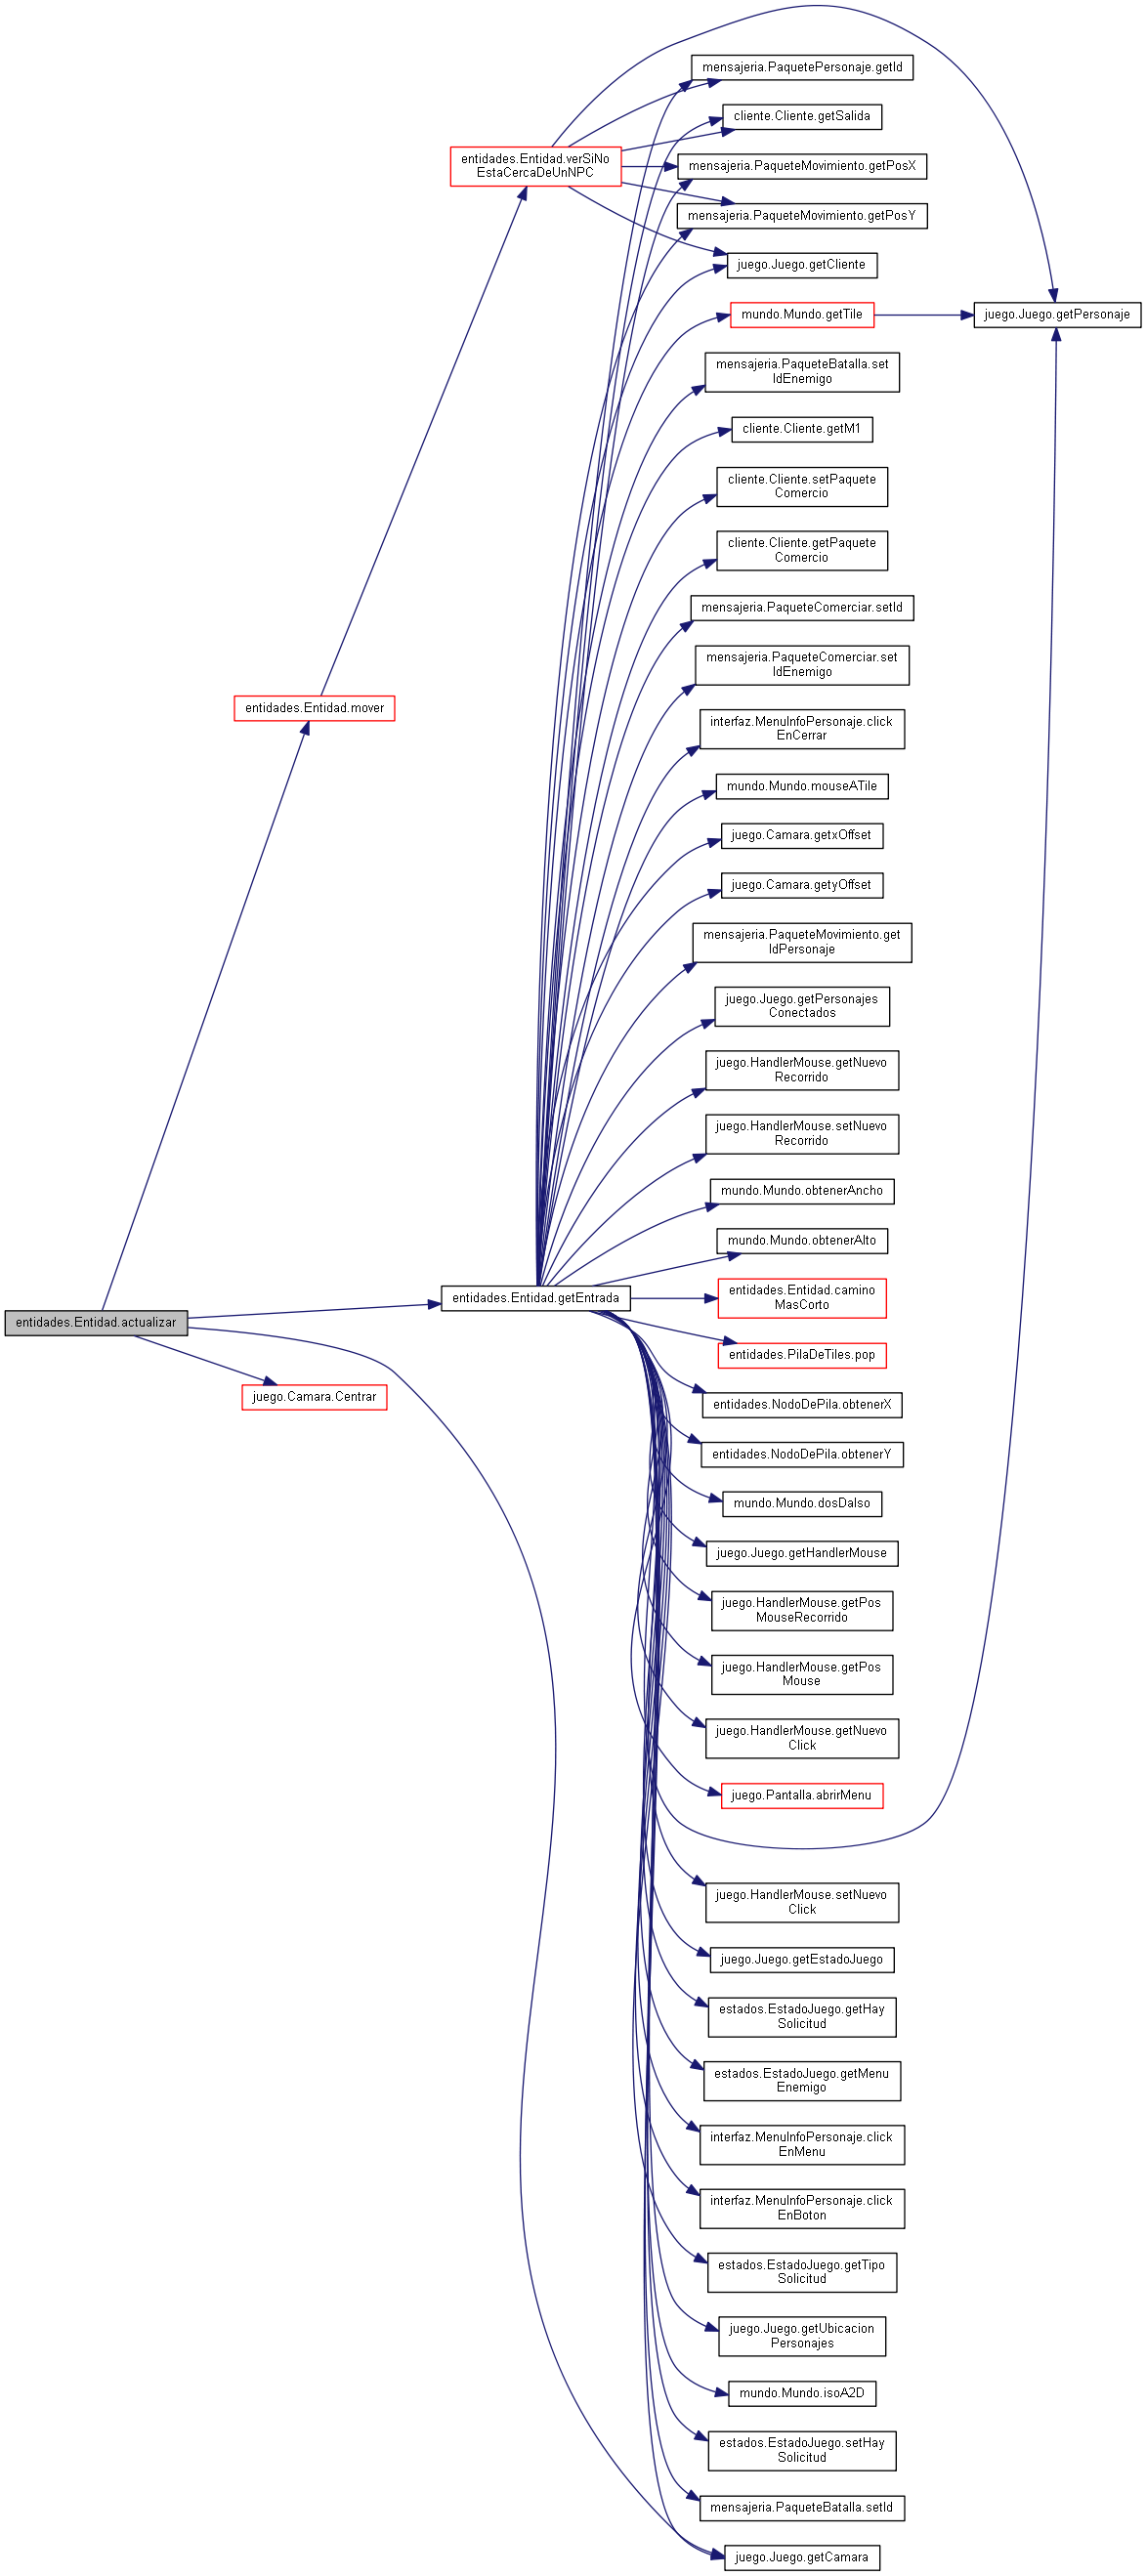 mensajeria.PaquetePersonaje.getId
cliente.Cliente.getSalida
entidades.Entidad.verSiNo
EstaCercaDeUnNPC
mensajeria.PaqueteMovimiento.getPosX
mensajeria.PaqueteMovimiento.getPosY
juego.Juego.getCliente
mundo.Mundo.getTile
juego.Juego.getPersonaje
mensajeria.PaqueteBatalla.set
IdEnemigo
cliente.Cliente.getM1
cliente.Cliente.setPaquete
Comercio
cliente.Cliente.getPaquete
Comercio
mensajeria.PaqueteComerciar.setId
mensajeria.PaqueteComerciar.set
IdEnemigo
entidades.Entidad.mover
interfaz.MenuInfoPersonaje.click
EnCerrar
mundo.Mundo.mouseATile
juego.Camara.getxOffset
juego.Camara.getyOffset
mensajeria.PaqueteMovimiento.get
IdPersonaje
juego.Juego.getPersonajes
Conectados
juego.HandlerMouse.getNuevo
Recorrido
juego.HandlerMouse.setNuevo
Recorrido
mundo.Mundo.obtenerAncho
mundo.Mundo.obtenerAlto
entidades.Entidad.getEntrada
entidades.Entidad.camino
MasCorto
entidades.Entidad.actualizar
entidades.PilaDeTiles.pop
juego.Camara.Centrar
entidades.NodoDePila.obtenerX
entidades.NodoDePila.obtenerY
mundo.Mundo.dosDaIso
juego.Juego.getHandlerMouse
juego.HandlerMouse.getPos
MouseRecorrido
juego.HandlerMouse.getPos
Mouse
juego.HandlerMouse.getNuevo
Click
juego.Pantalla.abrirMenu
juego.HandlerMouse.setNuevo
Click
juego.Juego.getEstadoJuego
estados.EstadoJuego.getHay
Solicitud
estados.EstadoJuego.getMenu
Enemigo
interfaz.MenuInfoPersonaje.click
EnMenu
interfaz.MenuInfoPersonaje.click
EnBoton
estados.EstadoJuego.getTipo
Solicitud
juego.Juego.getUbicacion
Personajes
mundo.Mundo.isoA2D
estados.EstadoJuego.setHay
Solicitud
mensajeria.PaqueteBatalla.setId
juego.Juego.getCamara